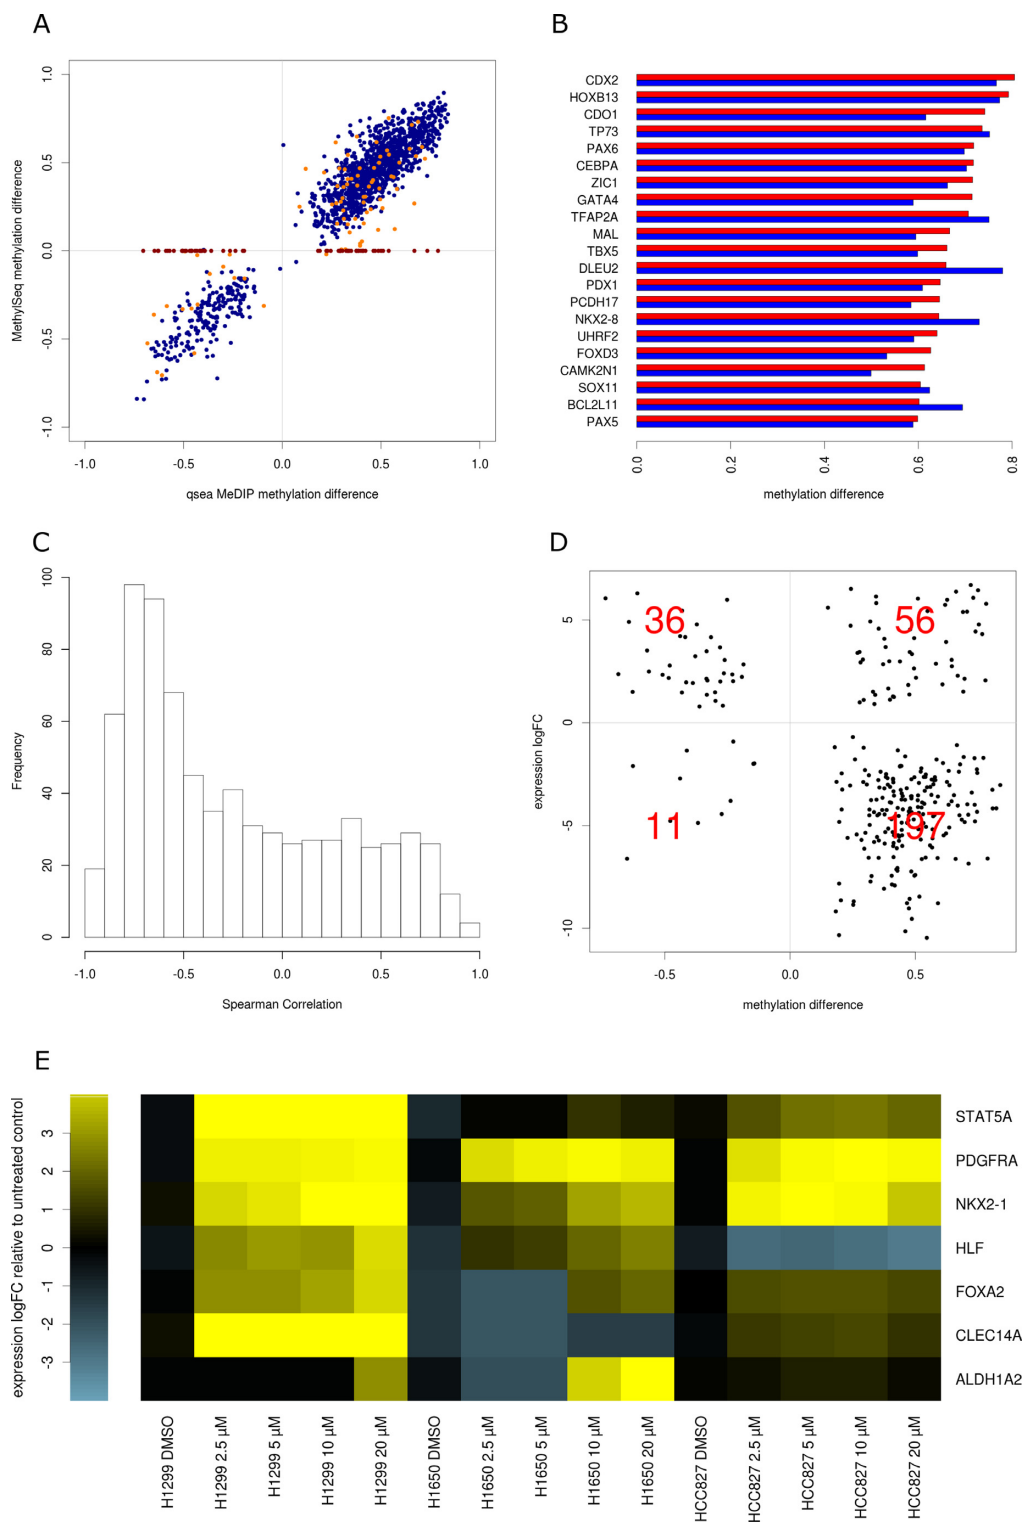 A
1.0
0.5
0.0
-0.5
-1.0
MethylSeq methylation difference
-1.0 -0.5 0.0 0.5 1.0
qsea MeDIP methylation difference
B
CDX2
HOXB13
CDO1
TP73
PAX6
CEBPA
ZIC1
GATA4
TFAP2A
MAL
TBX5
DLEU2
PDX1
PCDH17
NKX2-8
UHRF2
FOXD3
CAMK2N1
SOX11
BCL2L11
PAX5
0.0 0.2 0.4 0.6 0.8
methylation difference
C
100
80
60
40
20
0
Frequency
-1.0 -0.5 0.0 0.5 1.0
Spearman Correlation
D
5
0
-5
-10
expression logFC
36 56
11 197
-0.5 0.0 0.5
methylation difference
E
3
2
1
0
-1
-2
-3
expression logFC relative to untreated control
STAT5A
PDGFRA
NKX2-1
HLF
FOXA2
CLEC14A
ALDH1A2
H1299 DMSO
H1299 2.5 µM
H1299 5 µM
H1299 10 µM
H1299 20 µM
H1650 DMSO
H1650 2.5 µM
H1650 5 µM
H1650 10 µM
H1650 20 µM
HCC827 DMSO
HCC827 2.5 µM
HCC827 5 µM
HCC827 10 µM
HCC827 20 µM